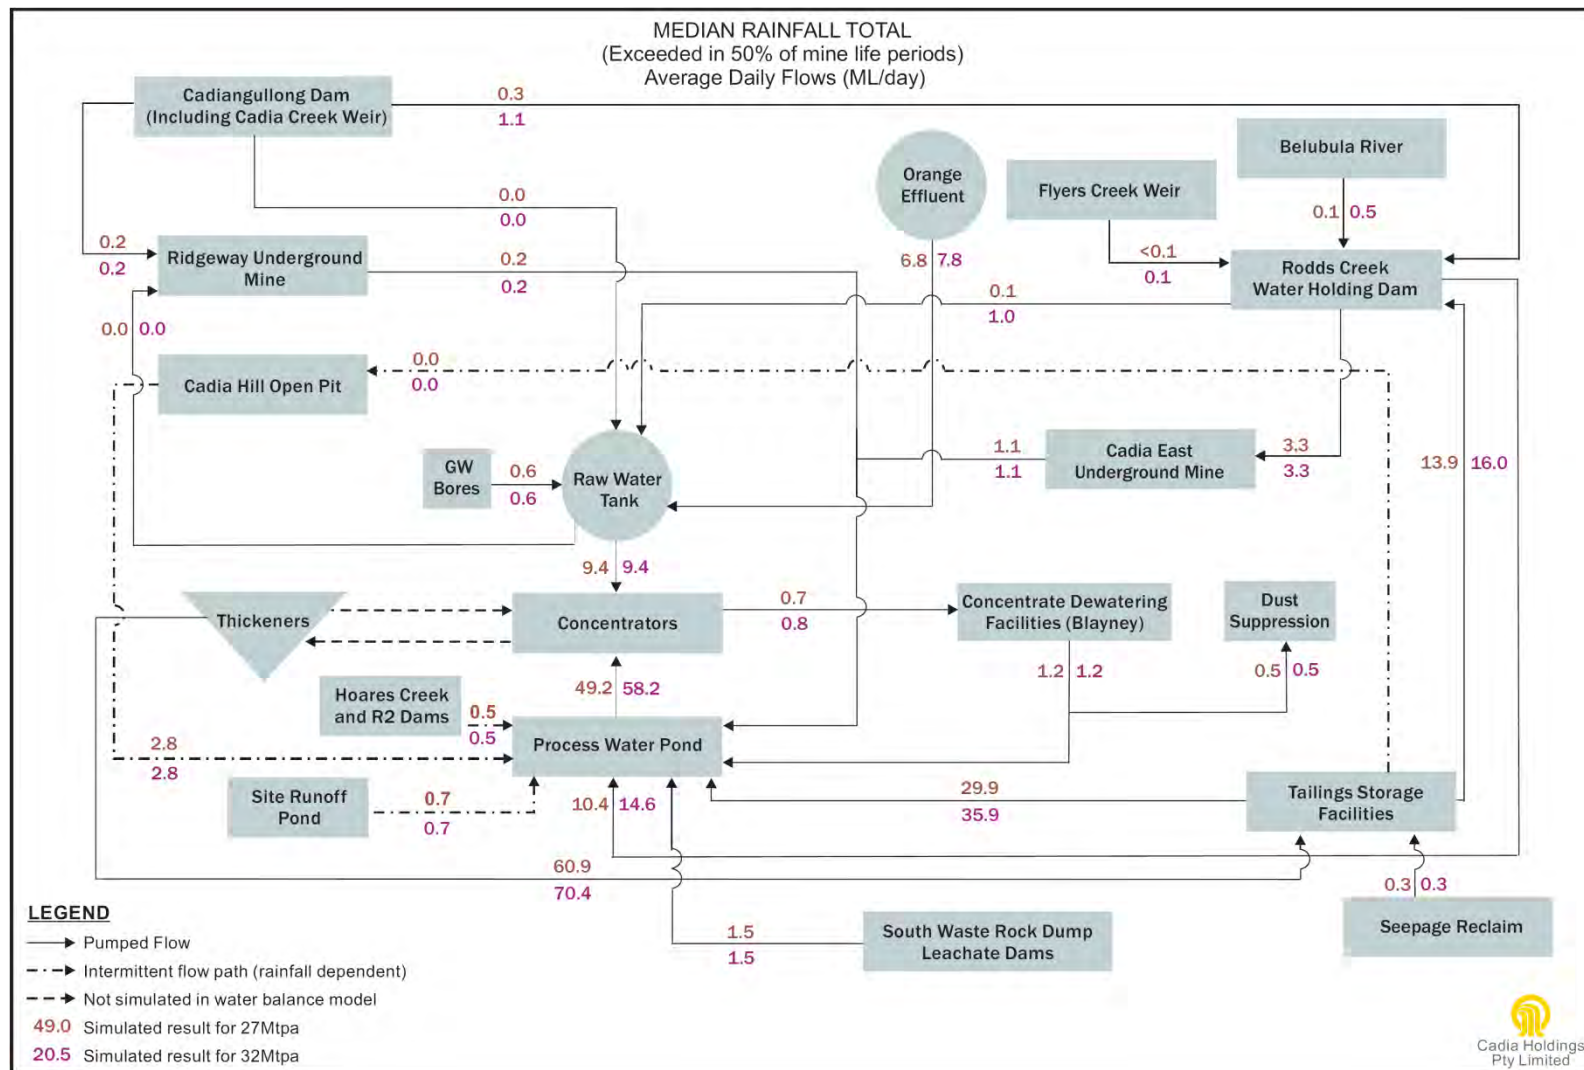 MEDIAN RAINFALL TOTAL
(Exceeded in 50% of mine life periods)
Average Daily Flows (ML/day)
Cadiangullong Dam
(Including Cadia Creek Weir)
0.3
1.1
Belubula River
Orange
Effluent
Flyers Creek Weir
0.0
0.0
0.1 0.5
0.2
0.2
Ridgeway Underground
Mine
0.2
0.2
6.8 7.8
<0.1
0.1
Rodds Creek
Water Holding Dam
0.1
1.0
0.0 0.0
Cadia Hill Open Pit
0.0
0.0
GW
Bores
0.6
0.6
Raw Water
Tank
1.1
1.1
Cadia East
Underground Mine
3.3
3.3
13.9 16.0
9.4 9.4
Thickeners
Concentrators
0.7
0.8
Concentrate Dewatering
Facilities (Blayney)
Dust
Suppression
1.2 1.2
0.5 0.5
49.2 58.2
Hoares Creek
and R2 Dams
0.5
0.5
Process Water Pond
2.8
2.8
Site Runoff
Pond
0.7
0.7
10.4 14.6
29.9
35.9
Tailings Storage
Facilities
60.9
70.4
0.3 0.3
Seepage Reclaim
1.5
1.5
South Waste Rock Dump
Leachate Dams
LEGEND
Pumped Flow
Intermittent flow path (rainfall dependent)
Not simulated in water balance model
49.0 Simulated result for 27Mtpa
20.5 Simulated result for 32Mtpa
Cadia Holdings
Pty Limited